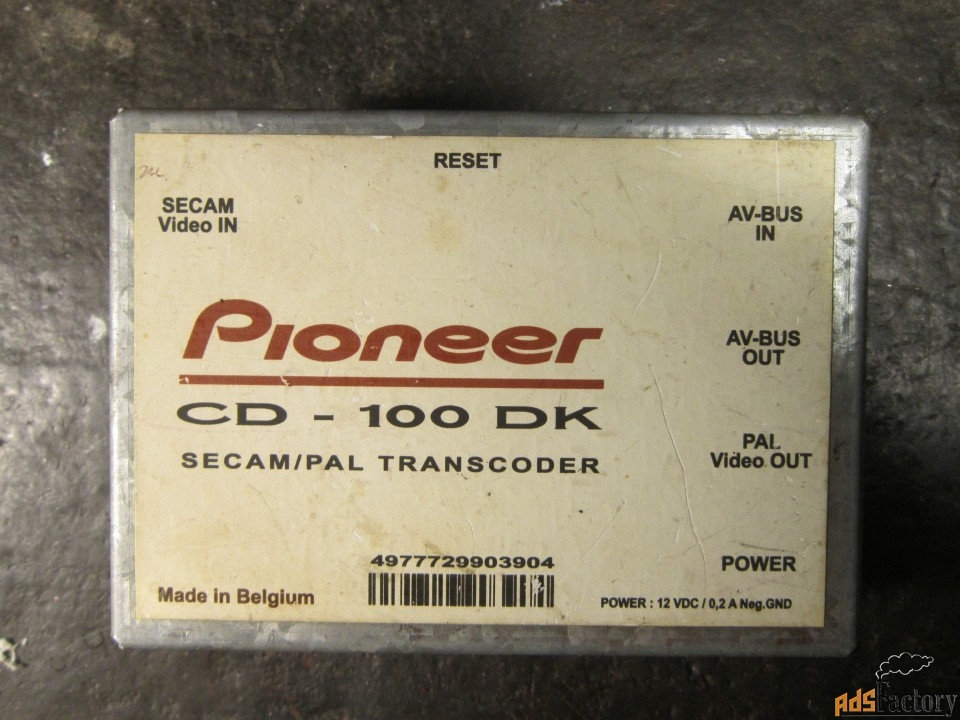 RESET
SECAM
Video IN
AV-BUS
IN
Pioneer
AV-BUS
OUT
CD - 100 DK
PAL
Video OUT
SECAM/PAL TRANSCODER
4977729903904
POWER
Made in Belgium
POWER : 12 VDC / 0,2 A Neg.GND
AdsFactory